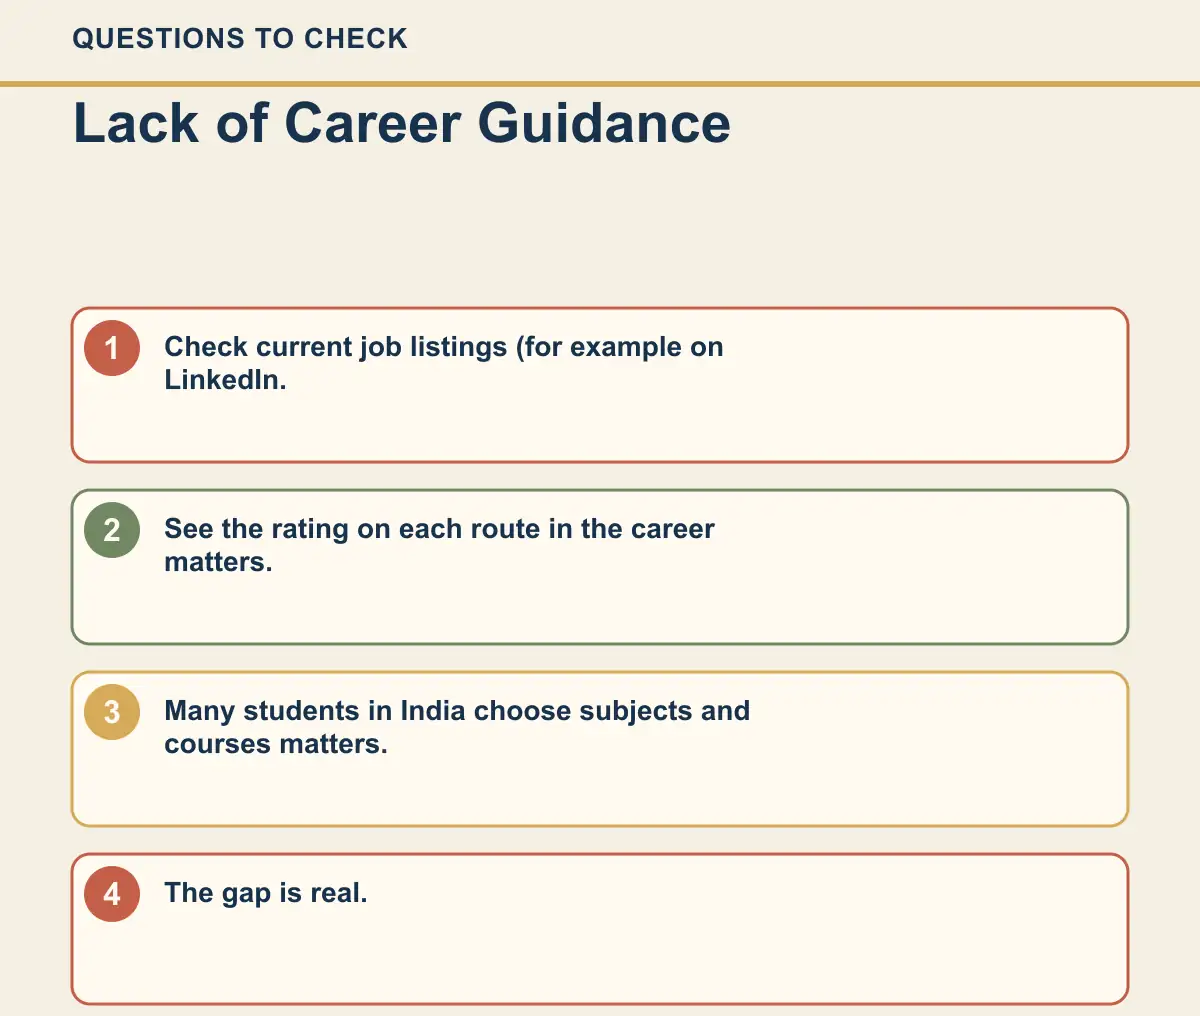 QUESTIONS TO CHECK
Lack of Career Guidance
1
Check current job listings (for example on
LinkedIn.
2
See the rating on each route in the career
matters.
3
Many students in India choose subjects and
courses matters.
4
The gap is real.